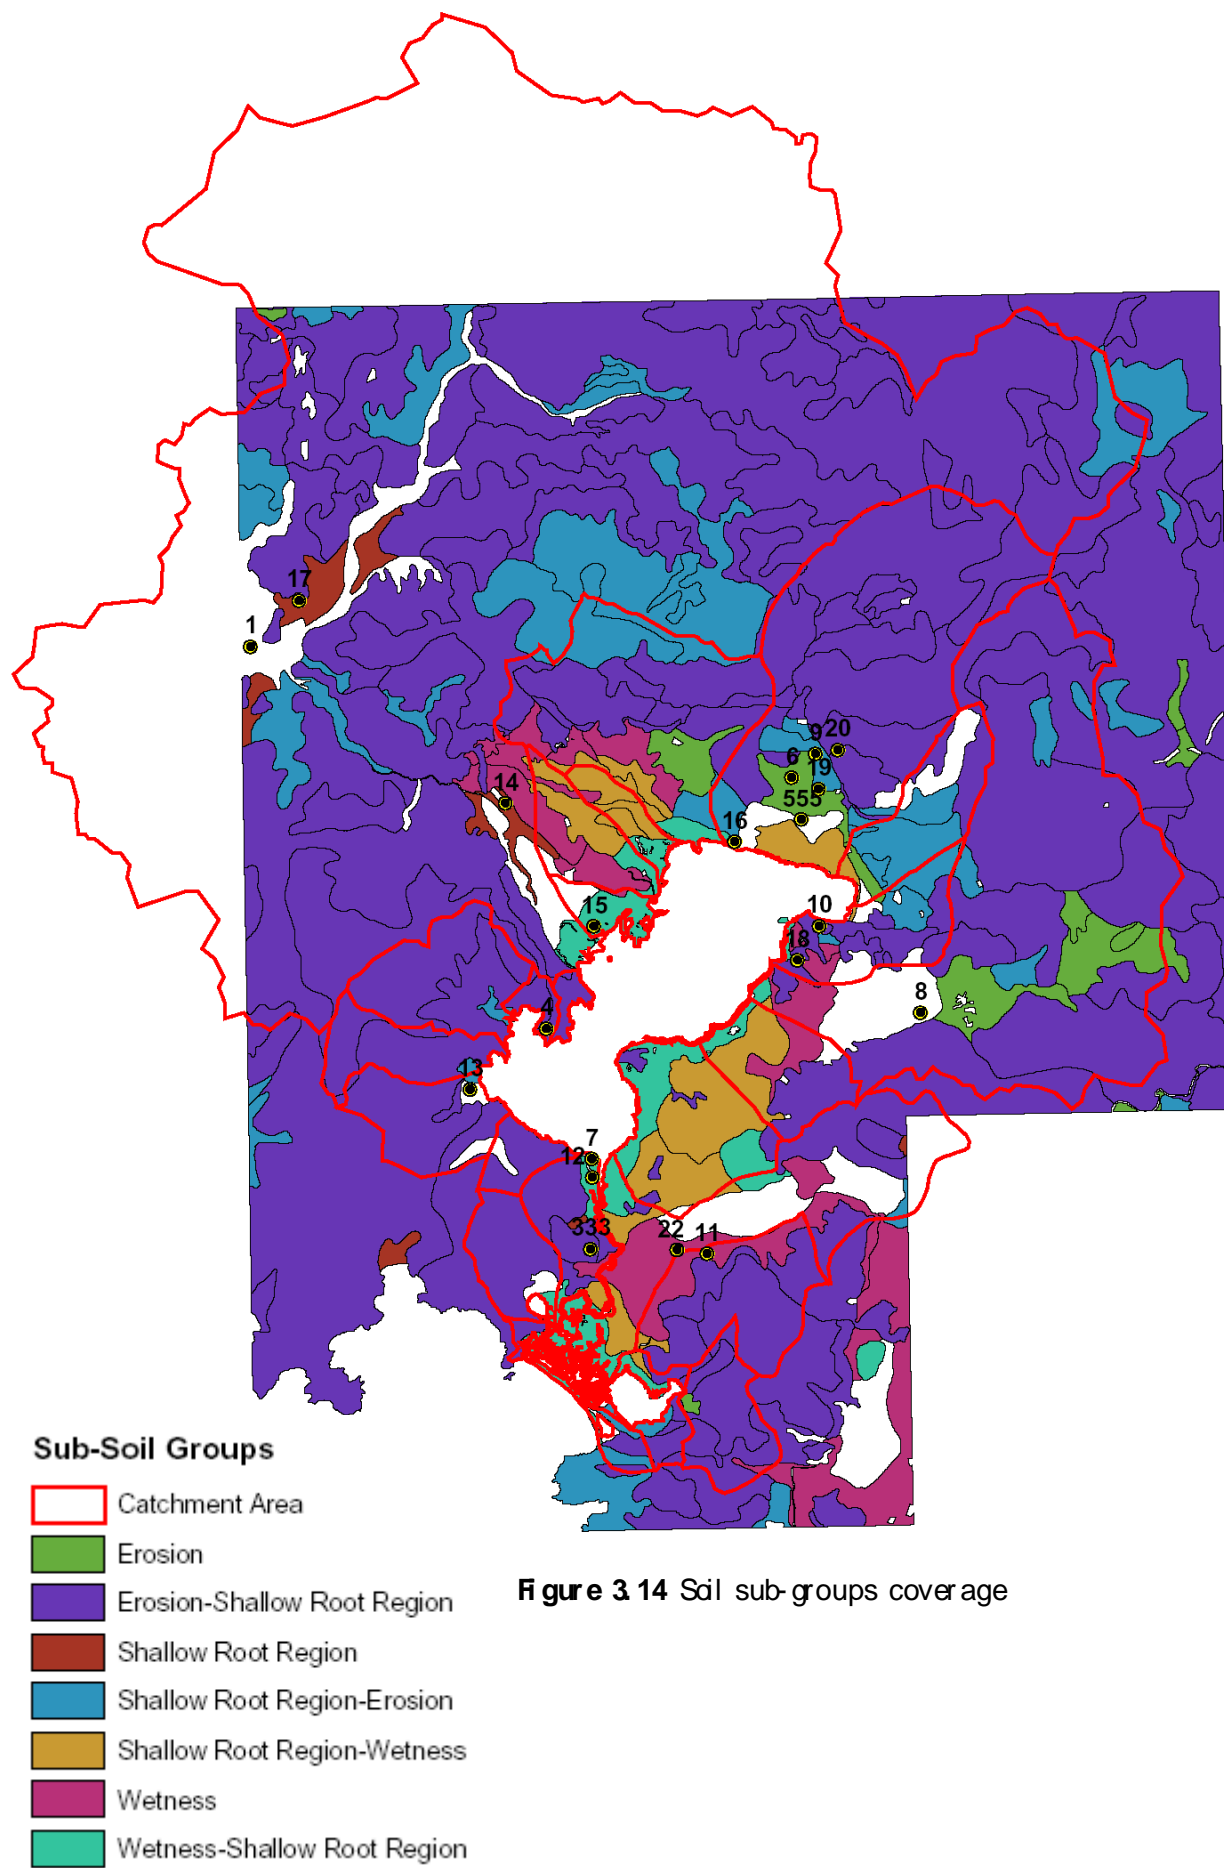 17
1
9 20
6
19
555
14
16
15
10
18
8
4
13
7
12
333
22
11
Sub-Soil Groups
Catchment Area
Erosion
Erosion-Shallow Root Region
Figure 3.14 Soil sub-groups coverage
Shallow Root Region
Shallow Root Region-Erosion
Shallow Root Region-Wetness
Wetness
Wetness-Shallow Root Region